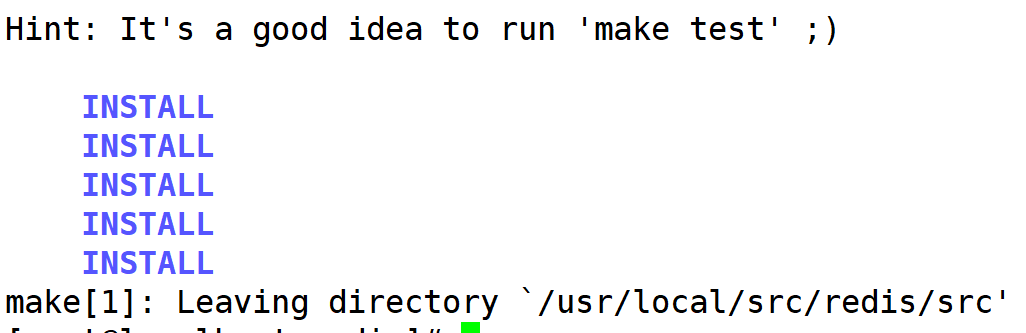 Hint: It's a good idea to run 'make test' ;)
INSTALL
INSTALL
INSTALL
INSTALL
INSTALL
make[1]: Leaving directory `/usr/local/src/redis/src'